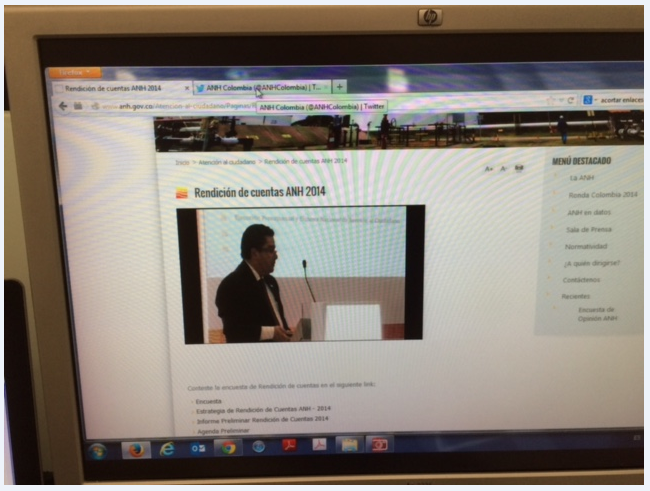 hp
Firefox
Rendición de cuentas ANH 2014
ANH Colombia (@ANHColombia) | T...
www.anh.gov.co
acortar enlaces
ANH Colombia (@ANHColombia) | Twitter
Inicio > Atención al ciudadano > Rendición de cuentas ANH 2014
A+ A-
MENÚ DESTACADO
La ANH
Ronda Colombia 2014
ANH en datos
Sala de Prensa
Normatividad
¿A quién dirigirse?
Contáctenos
Recientes
Encuesta de
Opinión ANH
Rendición de cuentas ANH 2014
Conteste la encuesta de Rendición de cuentas en el siguiente link:
Encuesta
Estrategia de Rendición de Cuentas ANH - 2014
Informe Preliminar Rendición de Cuentas 2014
Agenda Preliminar